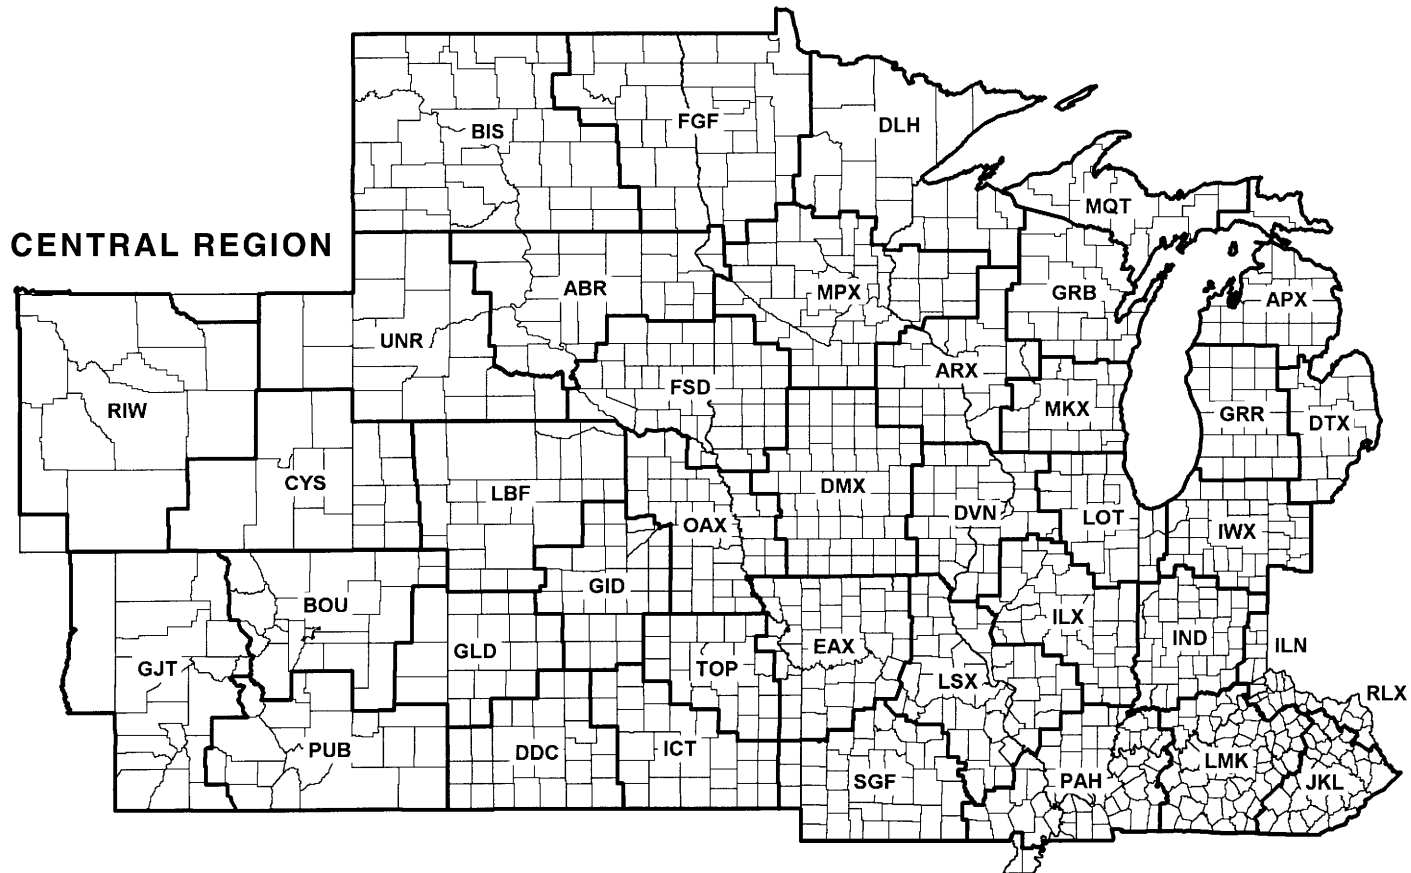 BIS
FGF
DLH
MQT
CENTRAL REGION
ABR
MPX
GRB
APX
UNR
ARX
FSD
RIW
MKX
GRR
DTX
CYS
LBF
DMX
OAX
DVN
LOT
IWX
GID
BOU
ILX
IND
EAX
ILN
GLD
GJT
TOP
LSX
RLX
PUB
DDC
ICT
SGF
PAH
LMK
JKL